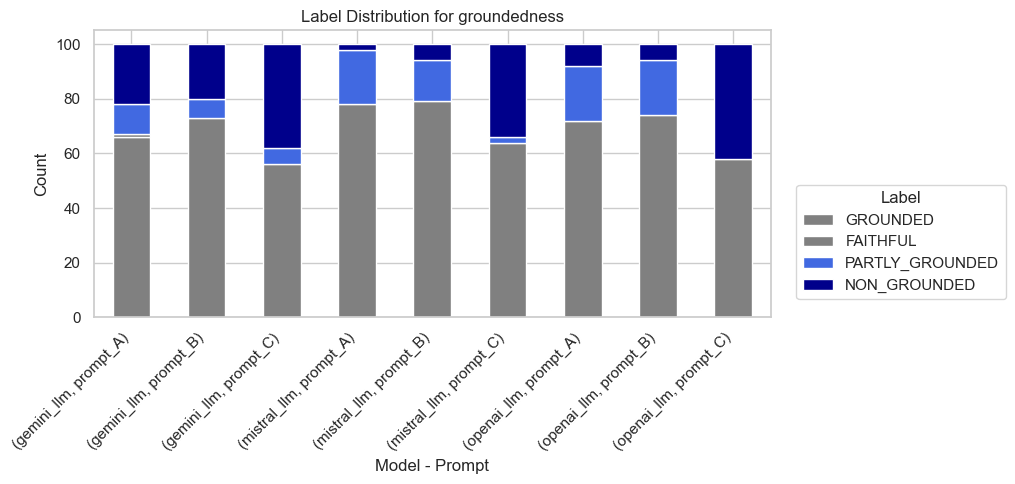 Label Distribution for groundedness
100
80
60
40
20
0
Count
(gemini_llm, prompt_A)
(gemini_llm, prompt_B)
(gemini_llm, prompt_C)
(mistral_llm, prompt_A)
(mistral_llm, prompt_B)
(mistral_llm, prompt_C)
(openai_llm, prompt_A)
(openai_llm, prompt_B)
(openai_llm, prompt_C)
Model - Prompt
Label
GROUNDED
FAITHFUL
PARTLY_GROUNDED
NON_GROUNDED